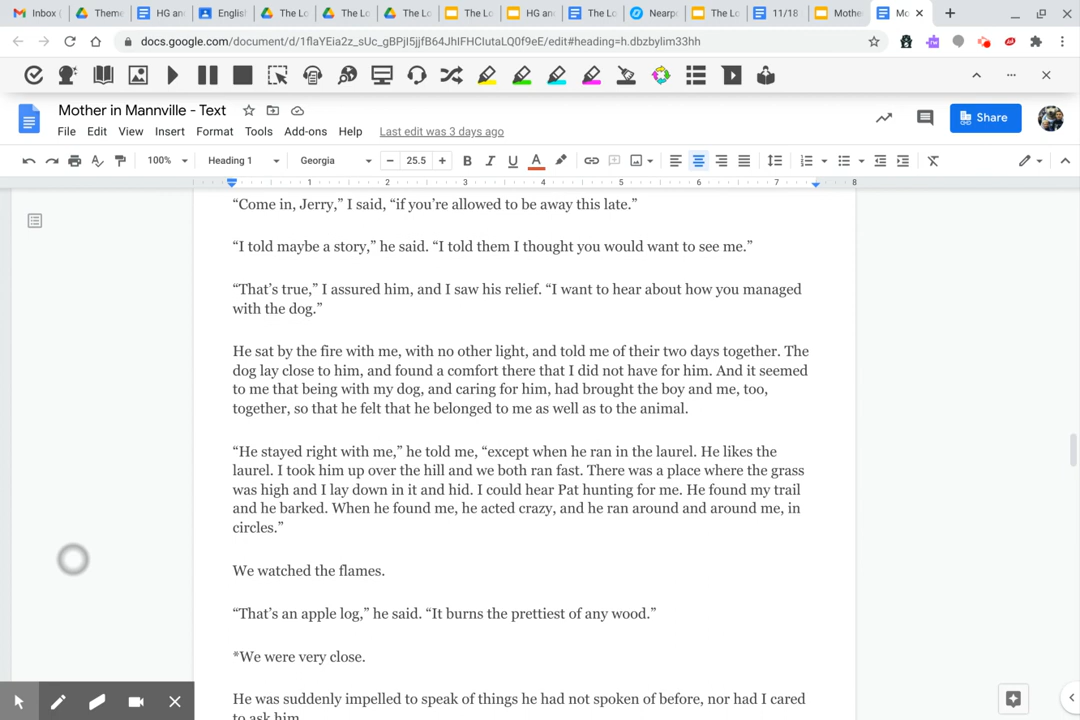 Inbox (
Theme
HG an
English
The Lo
The Lo
The Lo
The Lo
HG an
The Lo
Nearpo
The Lo
11/18
Mothe
Mo
docs.google.com/document/d/1flaYEia2z_sUc_gBPjI5jjfB64JhIFHCIutaLQ0f9eE/edit#heading=h.dbzbylim33hh
Mother in Mannville - Text
File Edit View Insert Format Tools Add-ons Help Last edit was 3 days ago
Share
100% Heading 1 Georgia 25.5 B I U A
1 2 3 4 5 6 7 8
“Come in, Jerry,” I said, “if you’re allowed to be away this late.”
“I told maybe a story,” he said. “I told them I thought you would want to see me.”
“That’s true,” I assured him, and I saw his relief. “I want to hear about how you managed
with the dog.”
He sat by the fire with me, with no other light, and told me of their two days together. The
dog lay close to him, and found a comfort there that I did not have for him. And it seemed
to me that being with my dog, and caring for him, had brought the boy and me, too,
together, so that he felt that he belonged to me as well as to the animal.
“He stayed right with me,” he told me, “except when he ran in the laurel. He likes the
laurel. I took him up over the hill and we both ran fast. There was a place where the grass
was high and I lay down in it and hid. I could hear Pat hunting for me. He found my trail
and he barked. When he found me, he acted crazy, and he ran around and around me, in
circles.”
We watched the flames.
“That’s an apple log,” he said. “It burns the prettiest of any wood.”
*We were very close.
He was suddenly impelled to speak of things he had not spoken of before, nor had I cared
to ask him.